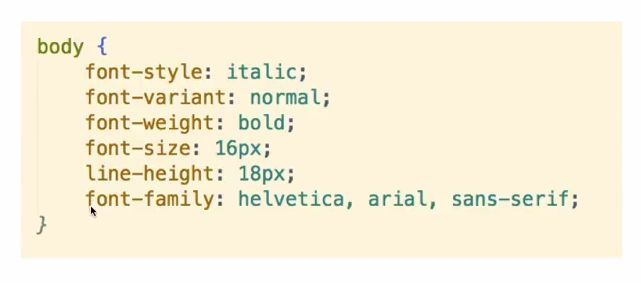 body {
font-style: italic;
font-variant: normal;
font-weight: bold;
font-size: 16px;
line-height: 18px;
font-family: helvetica, arial, sans-serif;
}